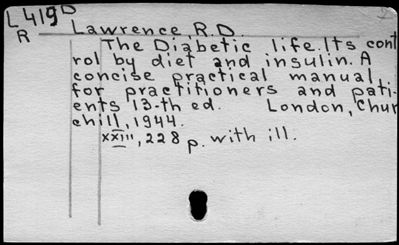 L419D
R Lawrence R.D.
The Diabetic life. Its cont
rol by diet and insulin. A
concise practical manual
for practitioners and pati-
ents 13-th ed. London, Chur
chill, 1944.
XXIII, 228 p. with ill.